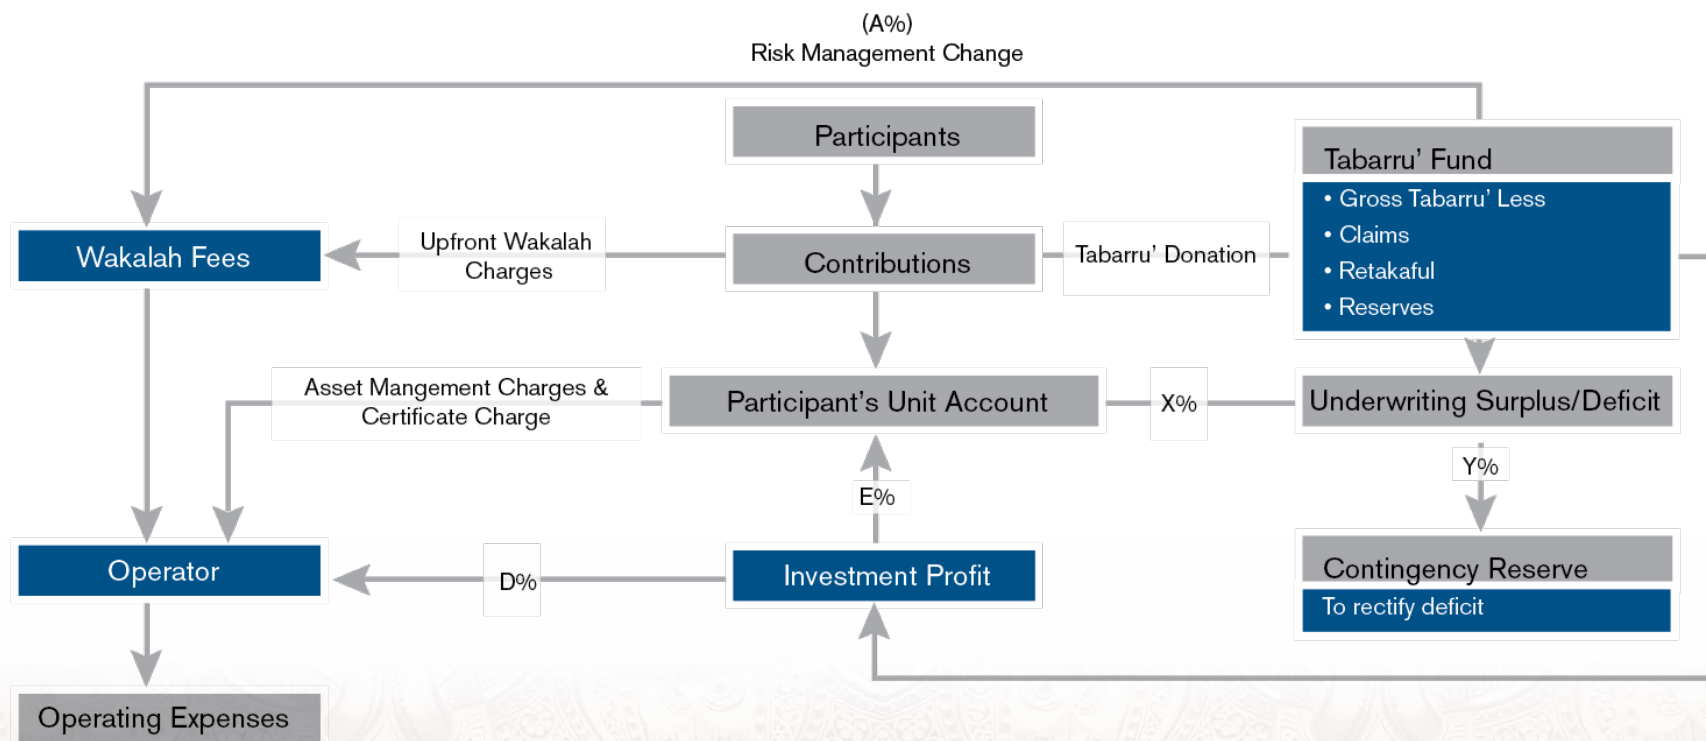 (A%)
Risk Management Change
Participants
Tabarru' Fund
• Gross Tabarru' Less
• Claims
• Retakaful
• Reserves
Wakalah Fees
Upfront Wakalah
Charges
Contributions
Tabarru' Donation
Asset Mangement Charges &
Certificate Charge
Participant's Unit Account
X%
Underwriting Surplus/Deficit
Y%
E%
Operator
D%
Investment Profit
Contingency Reserve
To rectify deficit
Operating Expenses